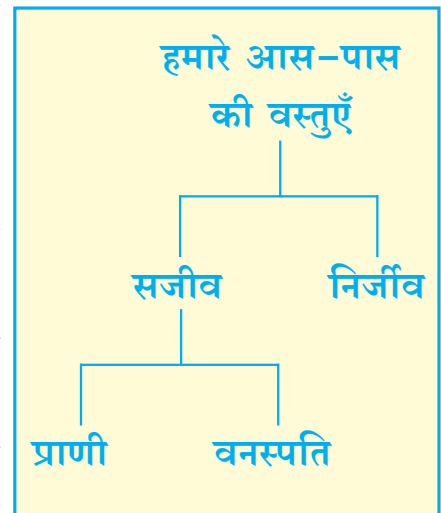 हमारे आस-पास
की वस्तुएँ
सजीव निर्जीव
प्राणी वनस्पति